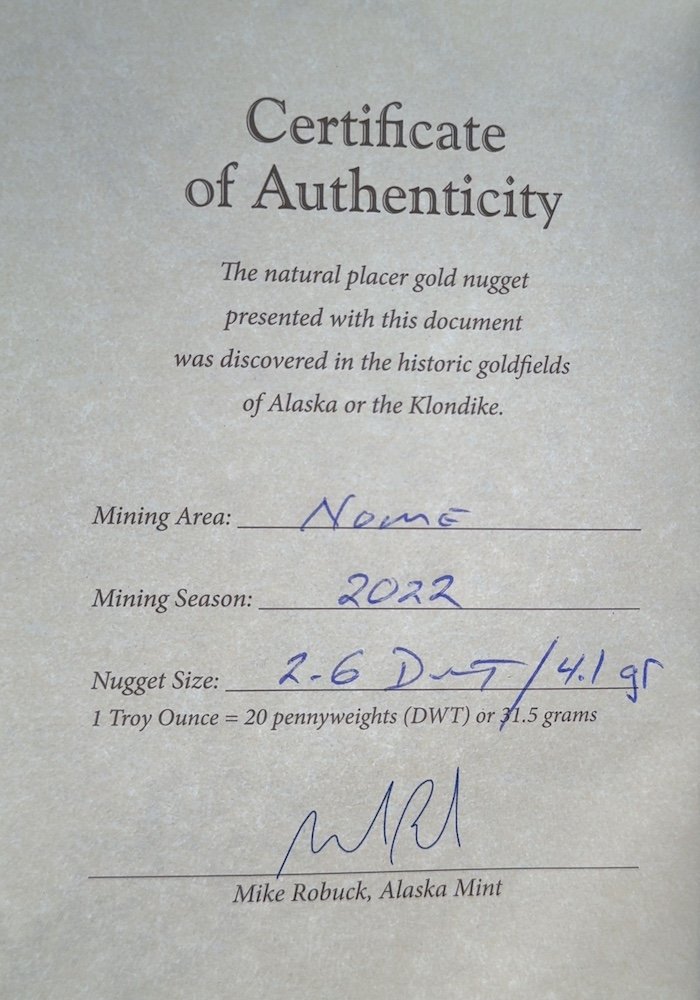 Certificate
of Authenticity
The natural placer gold nugget
presented with this document
was discovered in the historic goldfields
of Alaska or the Klondike.
Mining Area: Nome
Mining Season: 2022
Nugget Size: 2.6 DWT/4.1 gr
1 Troy Ounce = 20 pennyweights (DWT) or 31.5 grams
Mike Robuck, Alaska Mint